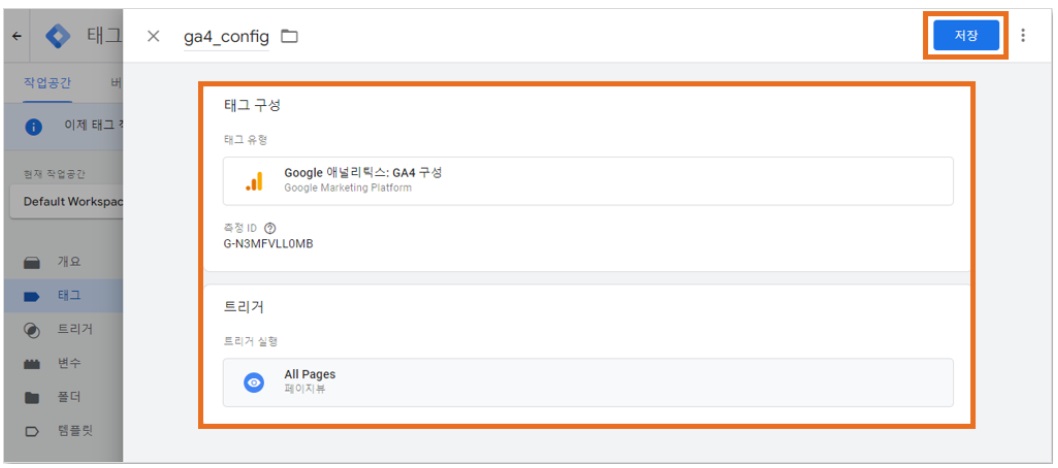 태그
ga4_config
저장
작업공간
버
이제 태그
현재 작업공간
Default Workspac
개요
태그
트리거
변수
폴더
템플릿
태그 구성
태그 유형
Google 애널리틱스: GA4 구성
Google Marketing Platform
측정 ID
G-N3MFVLL0MB
트리거
트리거 실행
All Pages
페이지뷰